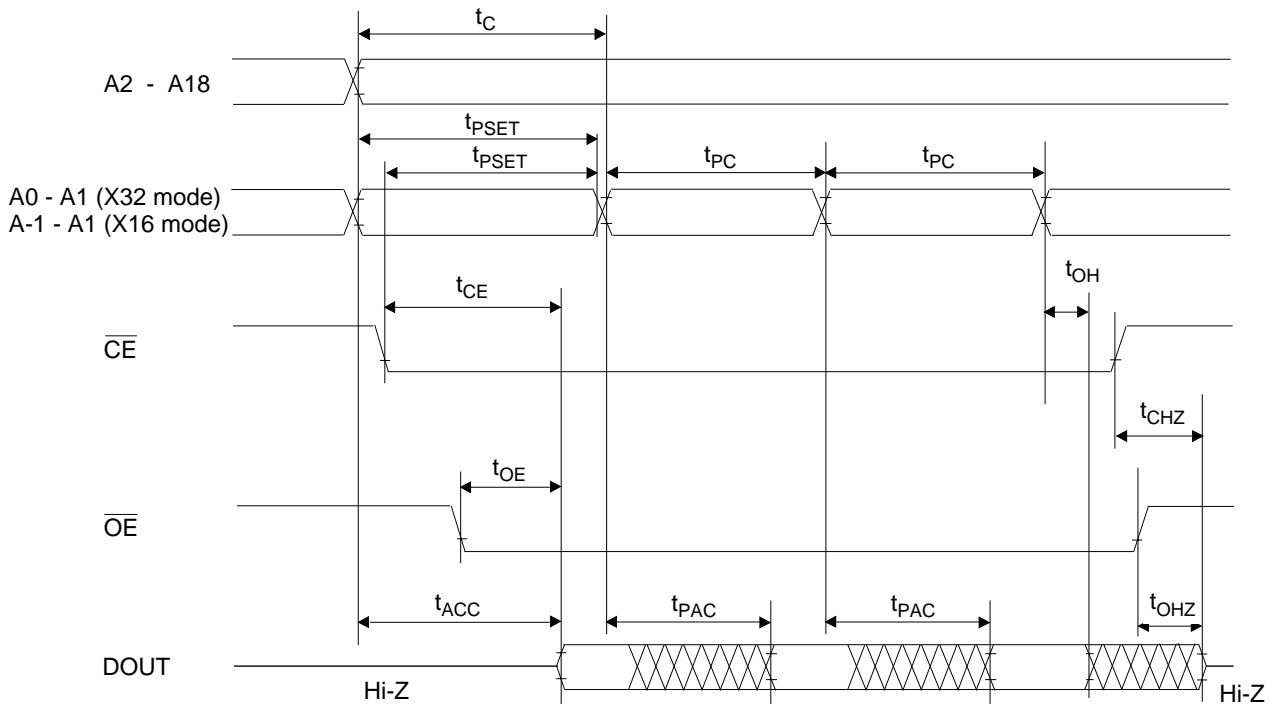 tC
A2 - A18
tPSET
tPSET
tPC
tPC
A0 - A1 (X32 mode)
A-1 - A1 (X16 mode)
tOH
tCE
CE
tCHZ
tOE
OE
tACC
tPAC
tPAC
tOHZ
DOUT
Hi-Z
Hi-Z